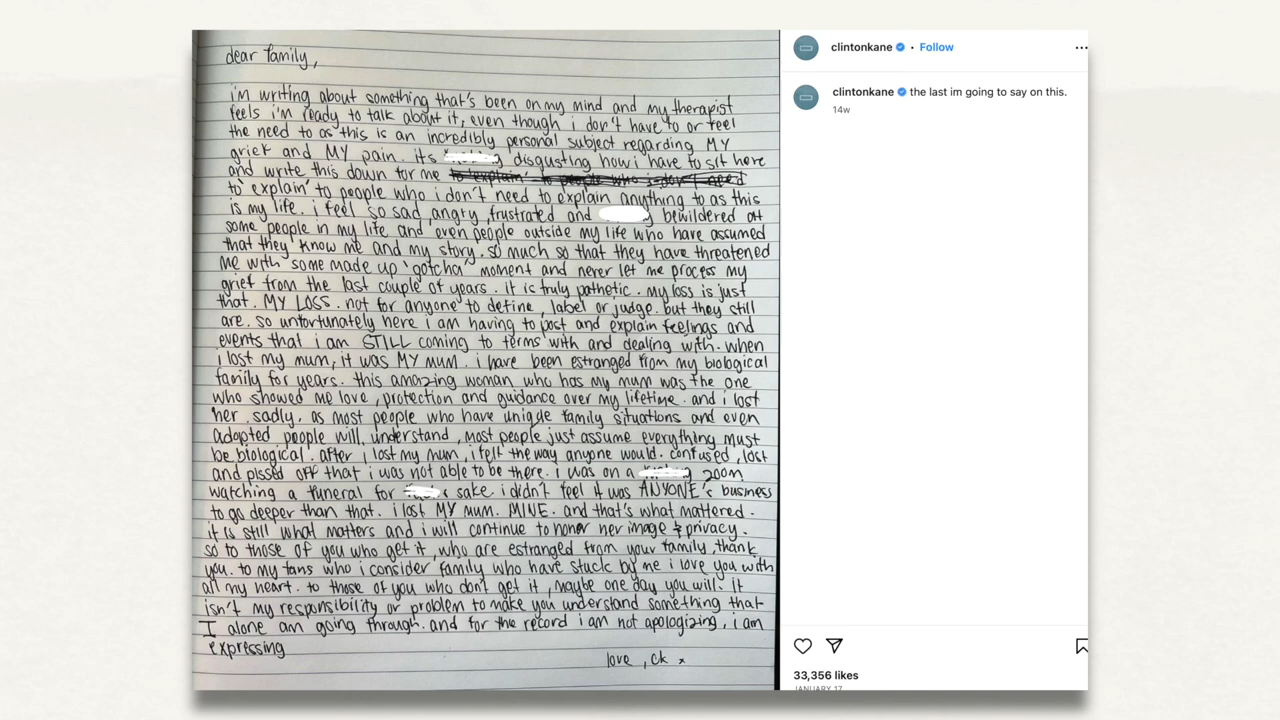 dear family,
i'm writing about something that's been on my mind and my therapist
feels i'm ready to talk about it, even though i don't have to or feel
the need to as this is an incredibly personal subject regarding MY
grief and MY pain. its disgusting how i have to sit here
and write this down for me to 'explain' to people who i don't need
to 'explain' to people who i don't need to explain anything to as this
is my life. i feel so sad, angry, frustrated and bewildered at
some people in my life and even people outside my life who have assumed
that they 'know me and my story. so much so that they have threatened
me with some made up 'gotcha' moment and never let me process my
grief from the last couple of years. it is truly pathetic. my loss is just
that. MY LOSS. not for anyone to define, label or judge. but they still
are. so unfortunately here i am having to post and explain feelings and
events that i am STILL coming to terms with and dealing with. when
i lost my mum, it was MY mum. i have been estranged from my biological
family for years. this amazing woman who has my mum was the one
who showed me love, protection and guidance over my lifetime. and i lost
her. sadly, as most people who have unique family situations and even
adopted people will understand, most people just assume everything must
be biological. after i lost my mum, i felt the way anyone would. confused, lost
and pissed off that i was not able to be there. i was on a zoom
watching a funeral for sake. i didn't feel it was ANYONE's business
to go deeper than that. i lost MY mum. MINE. and that's what mattered.
it is still what matters and i will continue to honor her image & privacy.
so to those of you who get it, who are estranged from your family, thank
you. to my fans who i consider family who have stuck by me i love you with
all my heart. to those of you who don't get it, maybe one day you will. it
isn't my responsibility or problem to make you understand something that
I alone am going through. and for the record i am not apologizing, i am
expressing
love, ck x
clintonkane • Follow
clintonkane the last im going to say on this.
14w
33,356 likes
JANUARY 17